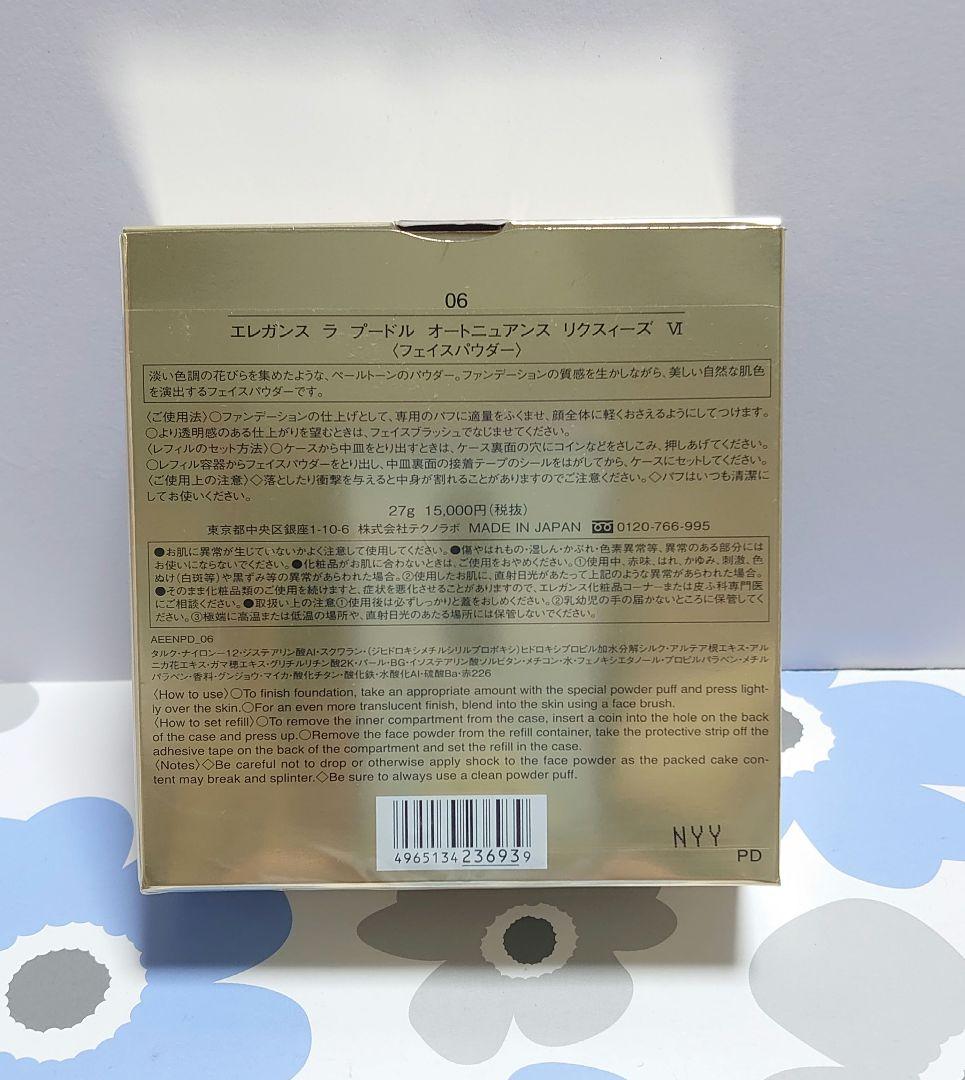 06
エレガンス ラ プードル オートニュアンス リクスィーズ Ⅵ
〈フェイスパウダー〉
淡い色調の花びらを集めたような、ペールトーンのパウダー。ファンデーションの質感を生かしながら、美しい自然な肌色
を演出するフェイスパウダーです。
〈ご使用法〉○ファンデーションの仕上げとして、専用のパフに適量をふくませ、顔全体に軽くおさえるようにしてつけます。
○より透明感のある仕上がりを望むときは、フェイスブラッシュでなじませてください。
〈レフィルのセット方法〉○ケースから中皿をとり出すときは、ケース裏面の穴にコインなどをさしこみ、押しあげてください。
○レフィル容器からフェイスパウダーをとり出し、中皿裏面の接着テープのシールをはがしてから、ケースにセットしてください。
〈ご使用上の注意〉◇落としたり衝撃を与えると中身が割れることがありますのでご注意ください。◇パフはいつも清潔に
してお使いください。
27g 15,000円(税抜)
東京都中央区銀座1-10-6 株式会社テクノラボ MADE IN JAPAN 0120-766-995
●お肌に異常が生じていないかよく注意して使用してください。●傷やはれもの・湿しん・かぶれ・色素異常等、異常のある部分には
お使いにならないでください。●化粧品がお肌に合わないときは、ご使用をおやめください。①使用中、赤味、はれ、かゆみ、刺激、色
ぬけ(白斑等)や黒ずみ等の異常があらわれた場合。②使用したお肌に、直射日光があたって上記のような異常があらわれた場合。
●そのまま化粧品類のご使用を続けますと、症状を悪化させることがありますので、エレガンス化粧品コーナーまたは皮ふ科専門医
にご相談ください。●取扱い上の注意①使用後は必ずしっかりと蓋をおしめください。②乳幼児の手の届かないところに保管してく
ださい。③極端に高温または低温の場所や、直射日光のあたる場所には保管しないでください。
AEENPD_06
タルク・ナイロン-12・ジステアリン酸Al・スクワラン・(ジヒドロキシメチルシリルプロポキシ)ヒドロキシプロピル加水分解シルク・アルテア根エキス・アル
ニカ花エキス・ガマ穂エキス・グリチルリチン酸2K・パール・BG・イソステアリン酸ソルビタン・メチコン・水・フェノキシエタノール・プロピルパラベン・メチル
パラベン・香料・グンジョウ・マイカ・酸化チタン・酸化鉄・水酸化Al・硫酸Ba・赤226
〈How to use〉○To finish foundation, take an appropriate amount with the special powder puff and press light-
ly over the skin.○For an even more translucent finish, blend into the skin using a face brush.
〈How to set refill〉○To remove the inner compartment from the case, insert a coin into the hole on the back
of the case and press up.○Remove the face powder from the refill container, take the protective strip off the
adhesive tape on the back of the compartment and set the refill in the case.
〈Notes〉◇Be careful not to drop or otherwise apply shock to the face powder as the packed cake con-
tent may break and splinter.◇Be sure to always use a clean powder puff.
4965134236939
NYY
PD